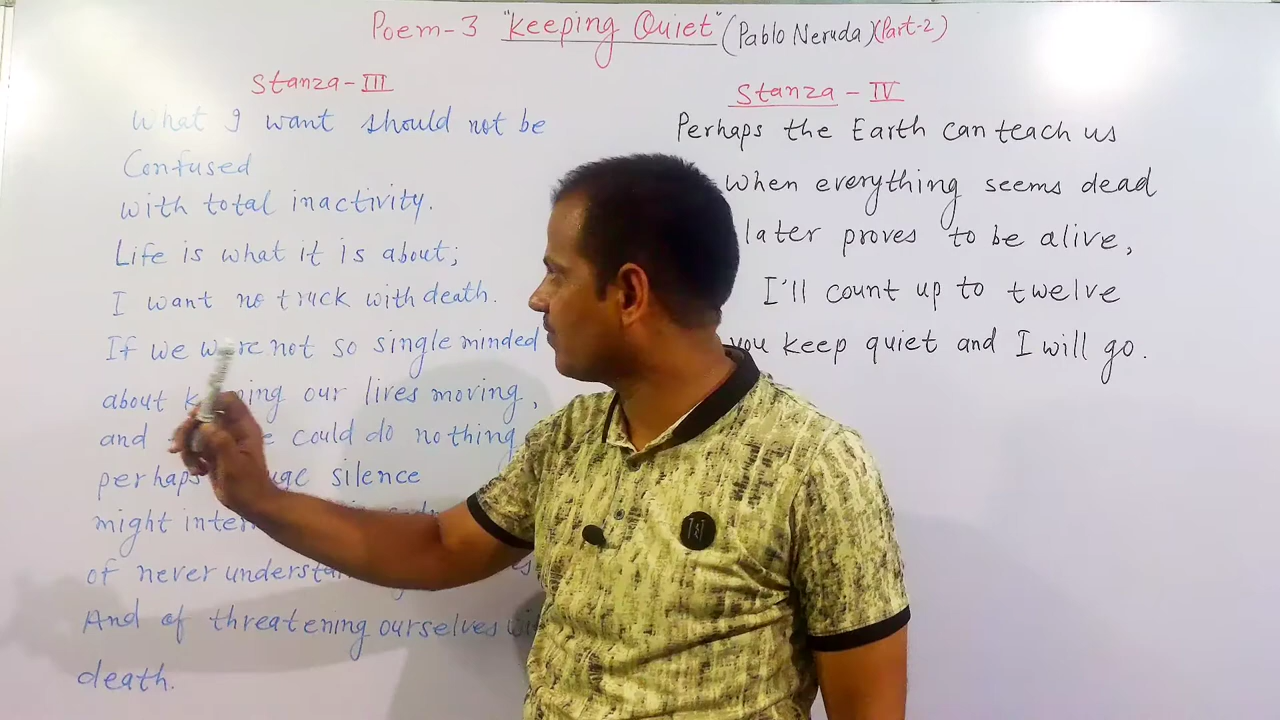 Poem-3 "Keeping Quiet" (Pablo Neruda)(Part-2)
Stanza-III
What I want should not be
Confused
with total inactivity.
Life is what it is about;
I want no truck with death.
If we were not so single minded
about our lives moving,
and could do nothing
perhaps silence
might
of never
And of threatening ourselves
death.
Stanza - IV
Perhaps the Earth can teach us
when everything seems dead
later proves to be alive,
I'll count up to twelve
you keep quiet and I will go.